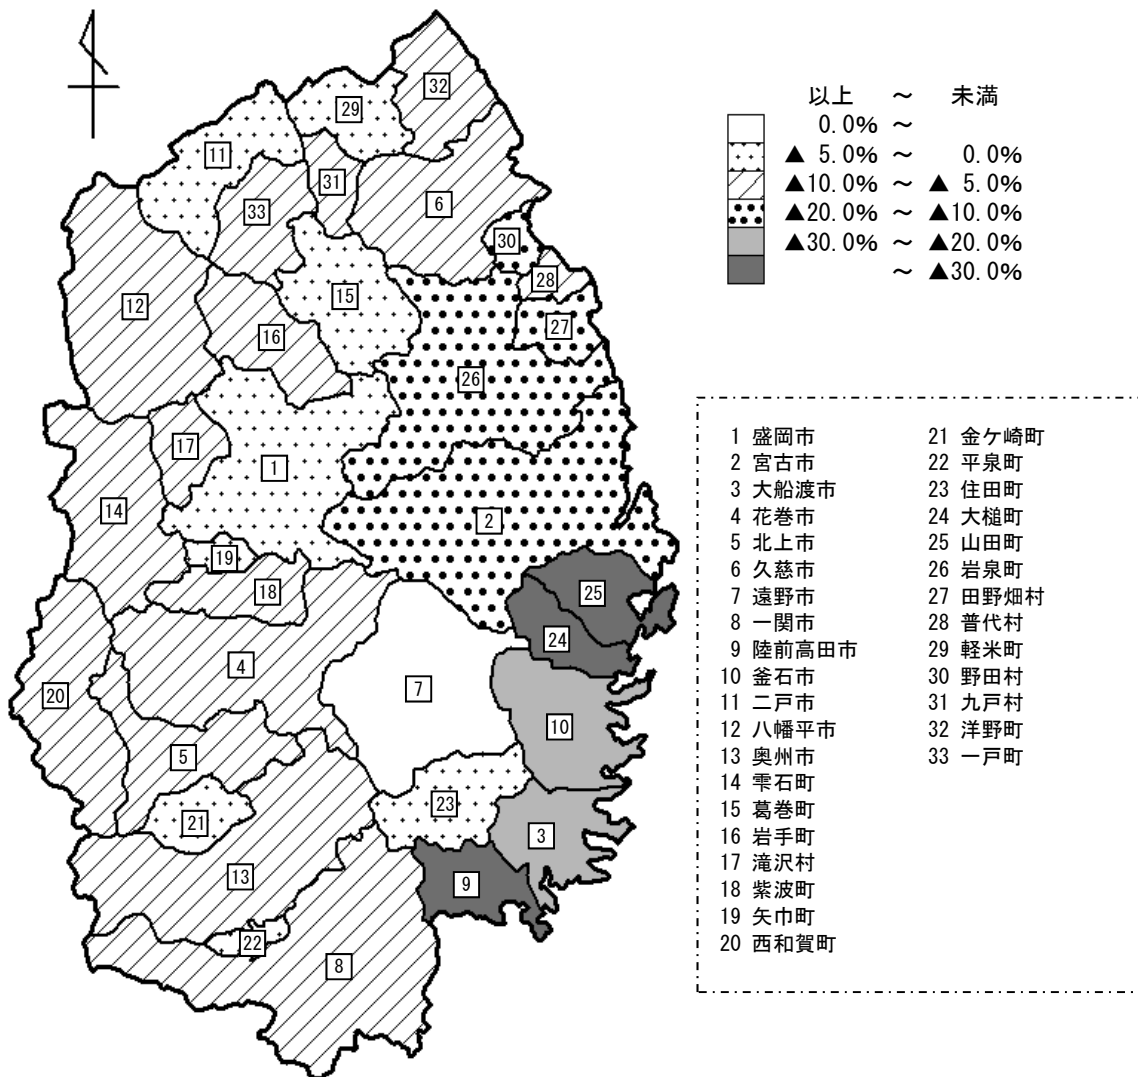 以上 ～ 未満
0.0% ～
▲ 5.0% ～ 0.0%
▲10.0% ～ ▲ 5.0%
▲20.0% ～ ▲10.0%
▲30.0% ～ ▲20.0%
～ ▲30.0%
1 盛岡市
2 宮古市
3 大船渡市
4 花巻市
5 北上市
6 久慈市
7 遠野市
8 一関市
9 陸前高田市
10 釜石市
11 二戸市
12 八幡平市
13 奥州市
14 雫石町
15 葛巻町
16 岩手町
17 滝沢村
18 紫波町
19 矢巾町
20 西和賀町
21 金ケ崎町
22 平泉町
23 住田町
24 大槌町
25 山田町
26 岩泉町
27 田野畑村
28 普代村
29 軽米町
30 野田村
31 九戸村
32 洋野町
33 一戸町
32
29
11
31
33
6
30
28
15
12
27
16
26
17
1
14
2
19
18
25
24
4
7
20
10
5
23
21
3
13
9
22
8